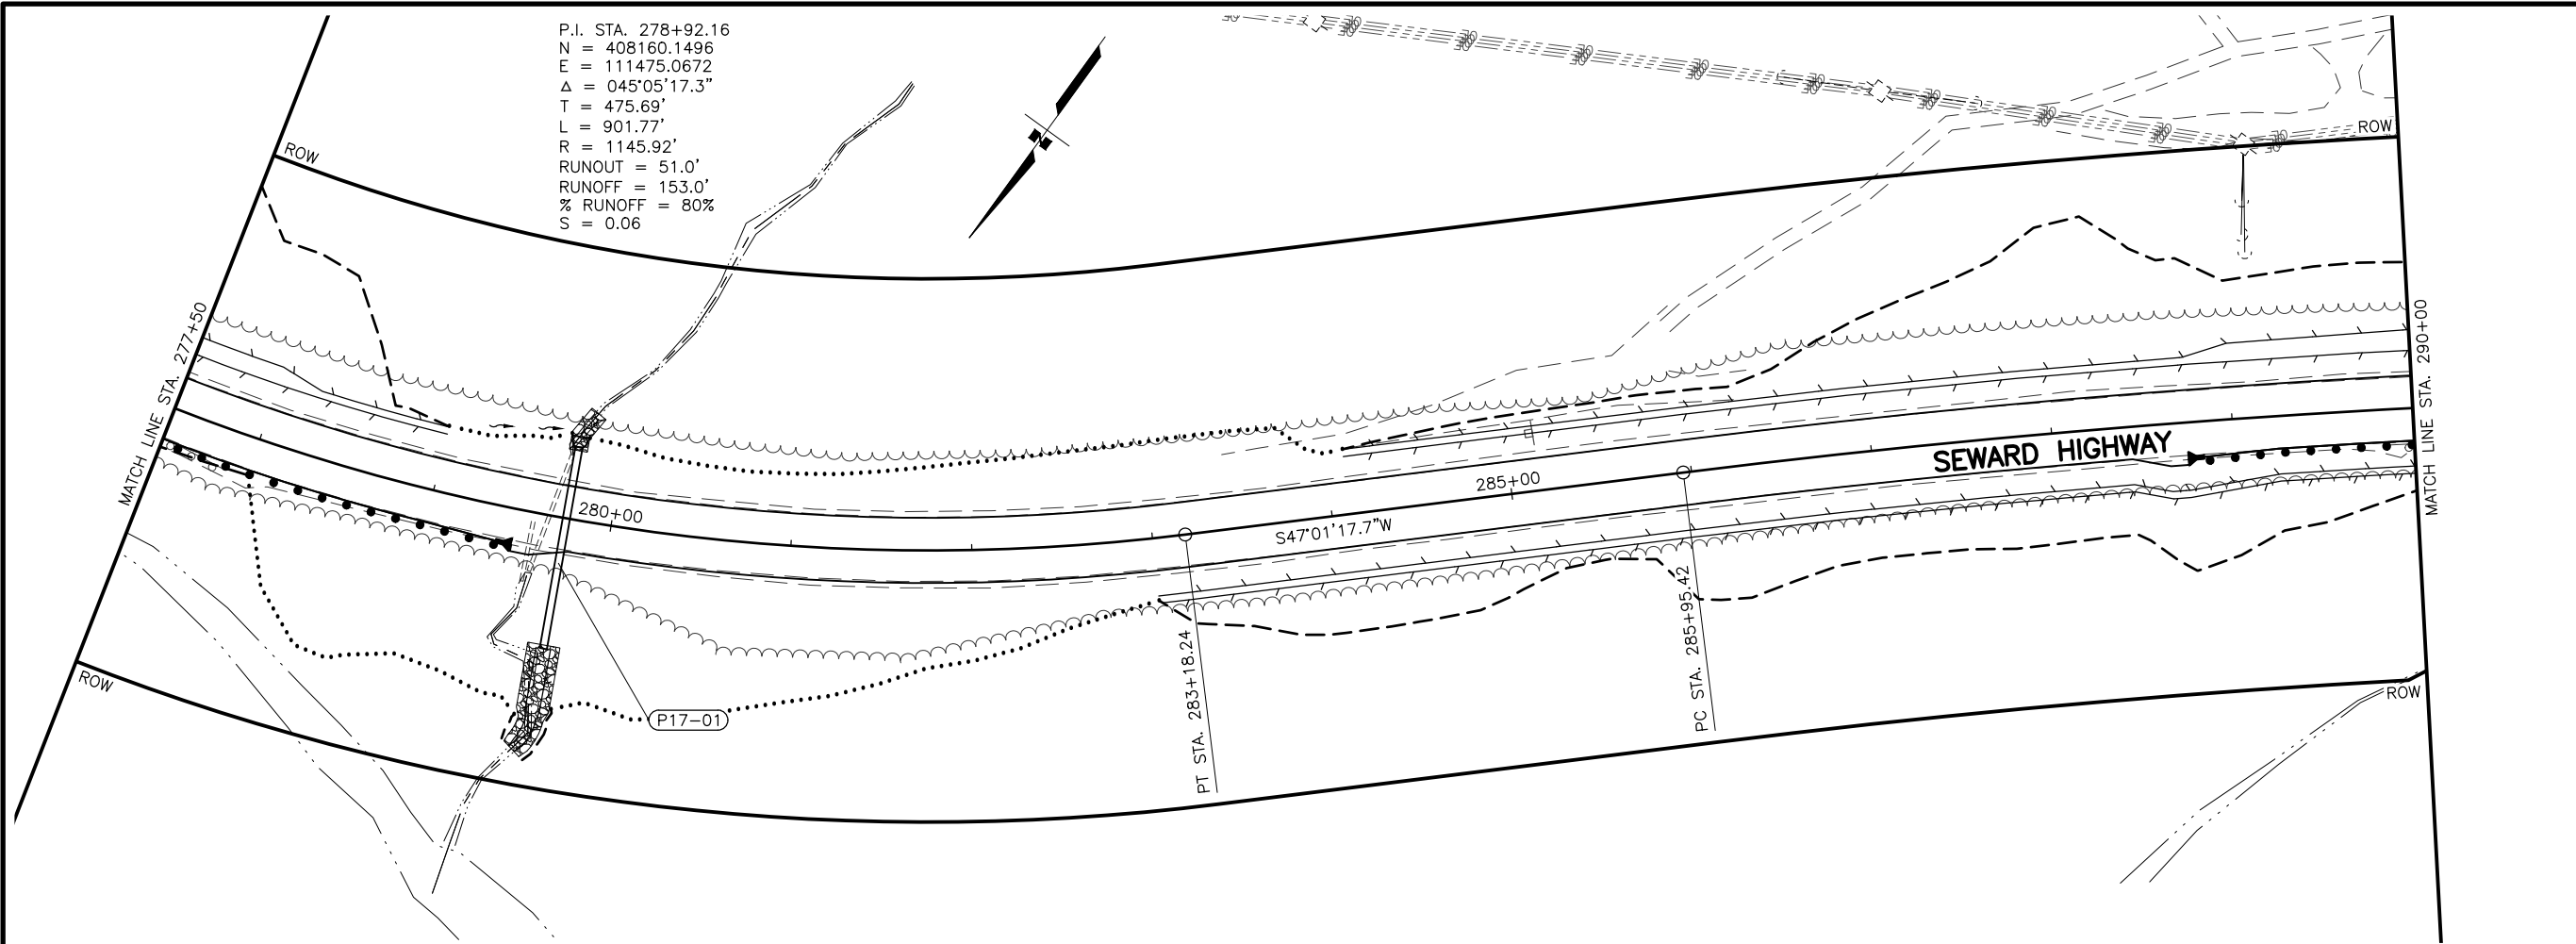 P.I. STA. 278+92.16
N = 408160.1496
E = 111475.0672
Δ = 045°05'17.3"
T = 475.69'
L = 901.77'
R = 1145.92'
RUNOUT = 51.0'
RUNOFF = 153.0'
% RUNOFF = 80%
S = 0.06
ROW
ROW
MATCH LINE STA. 277+50
MATCH LINE STA. 290+00
SEWARD HIGHWAY
285+00
280+00
S47°01'17.7"W
PT STA. 283+18.24
PC STA. 285+95.42
P17-01
ROW
ROW